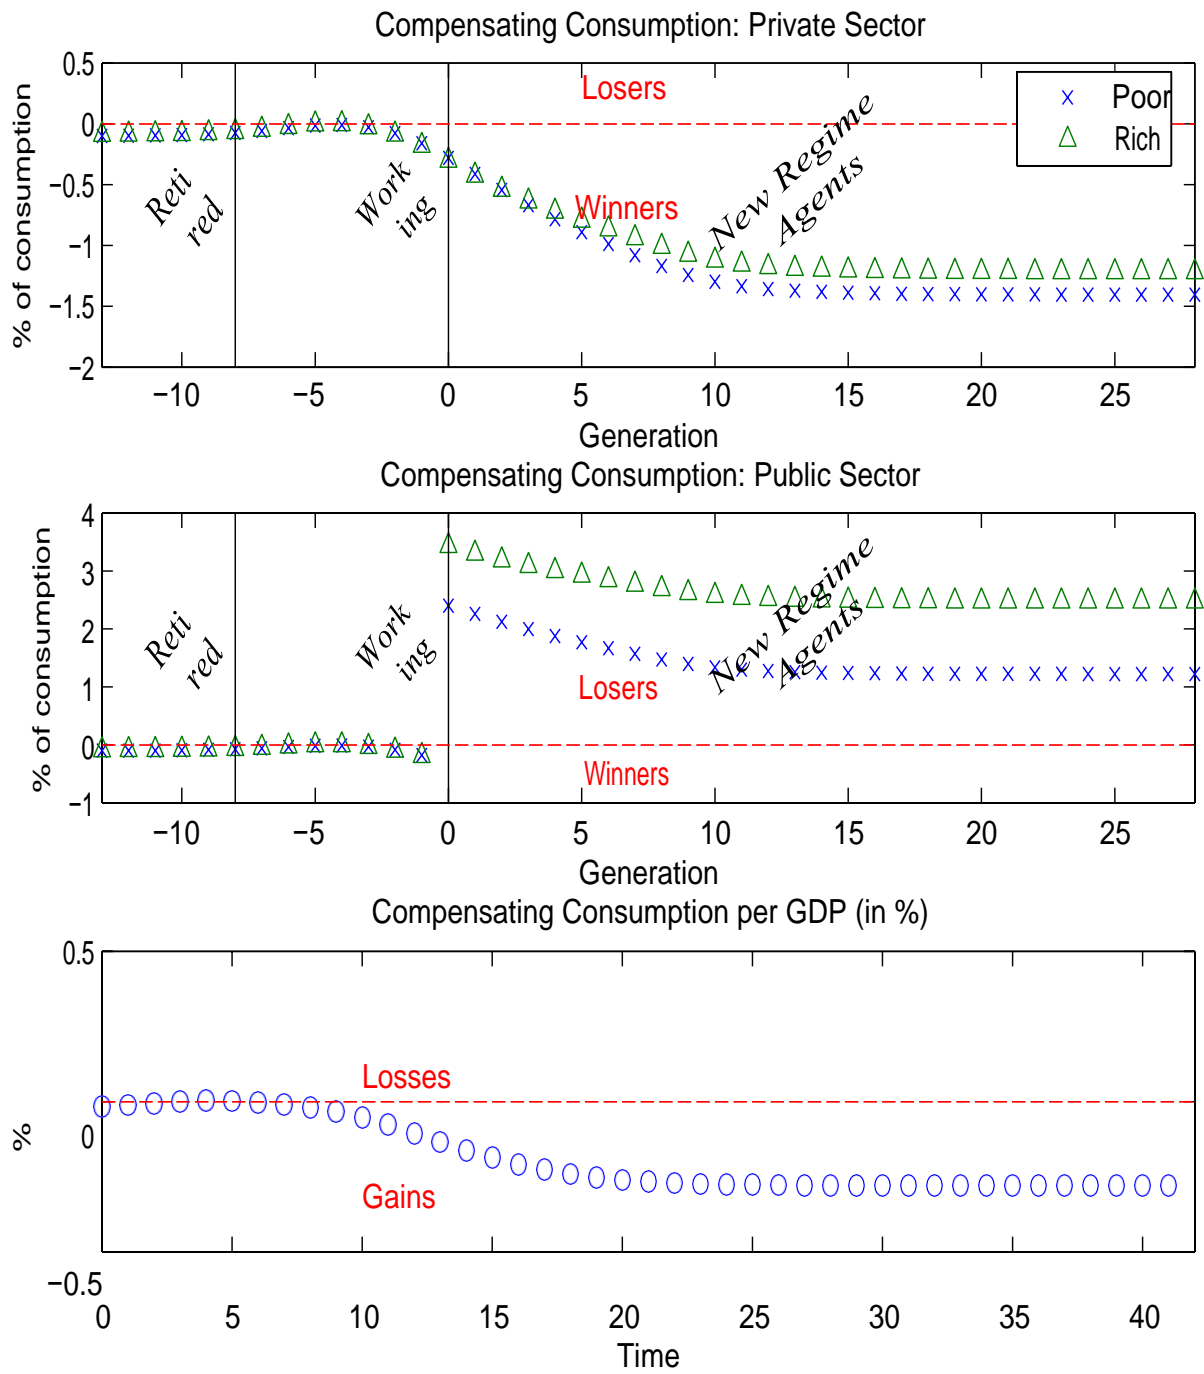 Compensating Consumption: Private Sector
0.5
0
−0.5
−1
−1.5
−2
% of consumption
Losers
Winners
Reti
red
Work
ing
New Regime
Agents
Poor
Rich
−10
−5
0
5
10
15
20
25
Generation
Compensating Consumption: Public Sector
4
3
2
1
0
−1
% of consumption
Reti
red
Work
ing
New Regime
Agents
Losers
Winners
−10
−5
0
5
10
15
20
25
Generation
Compensating Consumption per GDP (in %)
0.5
0
−0.5
%
Losses
Gains
0
5
10
15
20
25
30
35
40
Time